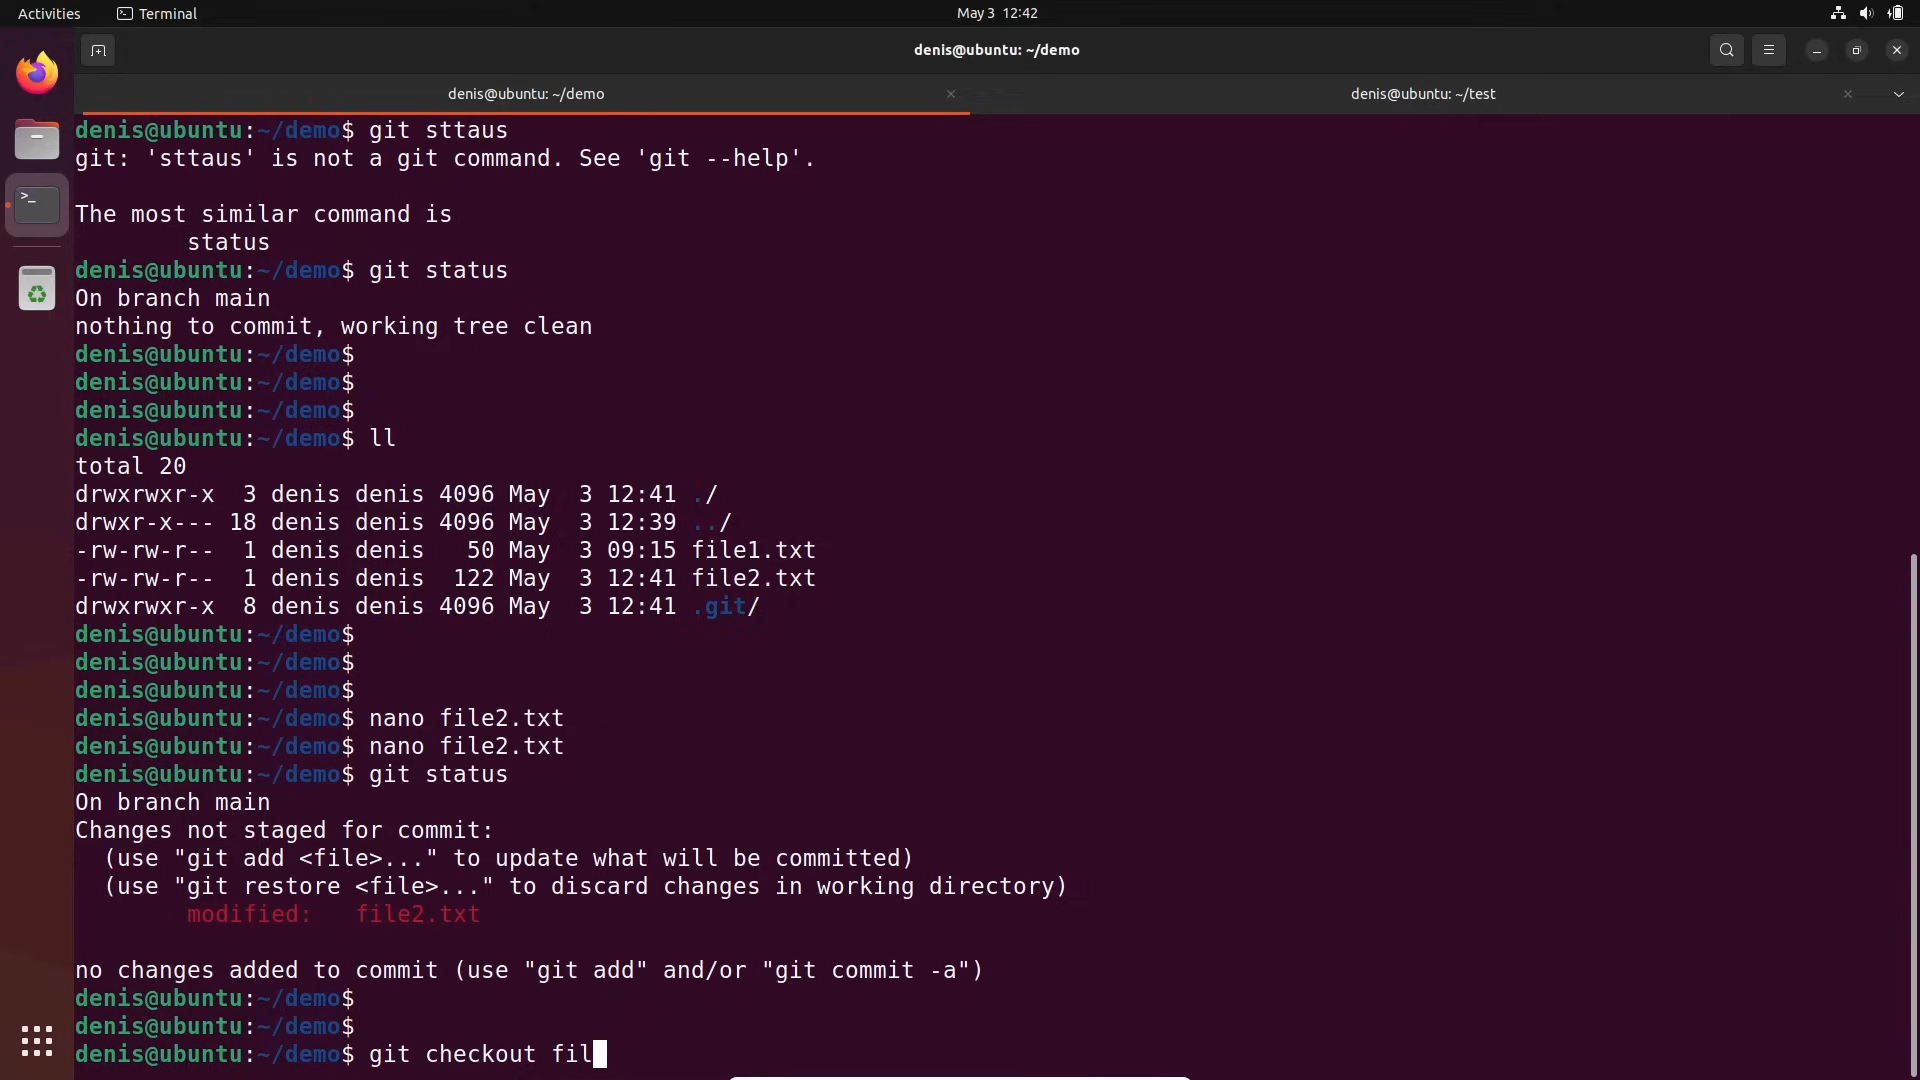 Activities
Terminal
May 3 12:42
denis@ubuntu: ~/demo
denis@ubuntu: ~/demo
denis@ubuntu: ~/test
denis@ubuntu:~/demo$ git sttaus
git: 'sttaus' is not a git command. See 'git --help'.
The most similar command is
status
denis@ubuntu:~/demo$ git status
On branch main
nothing to commit, working tree clean
denis@ubuntu:~/demo$
denis@ubuntu:~/demo$
denis@ubuntu:~/demo$
denis@ubuntu:~/demo$ ll
total 20
drwxrwxr-x  3 denis denis 4096 May  3 12:41 ./
drwxr-x--- 18 denis denis 4096 May  3 12:39 ../
-rw-rw-r--  1 denis denis   50 May  3 09:15 file1.txt
-rw-rw-r--  1 denis denis  122 May  3 12:41 file2.txt
drwxrwxr-x  8 denis denis 4096 May  3 12:41 .git/
denis@ubuntu:~/demo$
denis@ubuntu:~/demo$
denis@ubuntu:~/demo$
denis@ubuntu:~/demo$ nano file2.txt
denis@ubuntu:~/demo$ nano file2.txt
denis@ubuntu:~/demo$ git status
On branch main
Changes not staged for commit:
(use "git add <file>..." to update what will be committed)
(use "git restore <file>..." to discard changes in working directory)
modified:   file2.txt
no changes added to commit (use "git add" and/or "git commit -a")
denis@ubuntu:~/demo$
denis@ubuntu:~/demo$
denis@ubuntu:~/demo$ git checkout fil